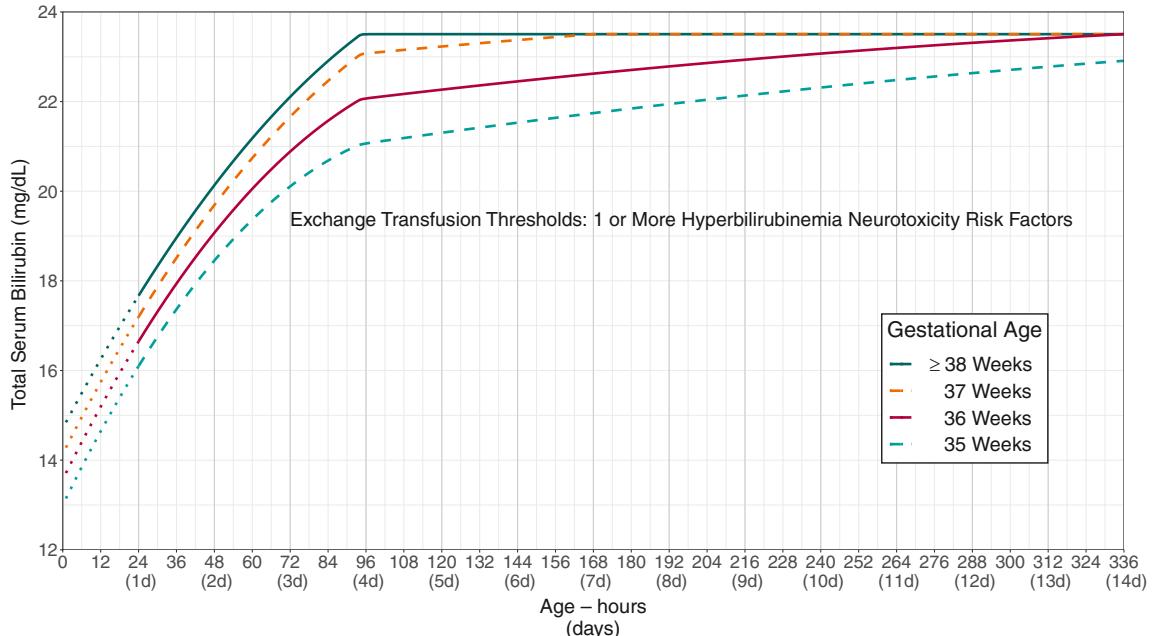 24
22
20
18
16
14
12
Total Serum Bilirubin (mg/dL)
Exchange Transfusion Thresholds: 1 or More Hyperbilirubinemia Neurotoxicity Risk Factors
Gestational Age
≥ 38 Weeks
37 Weeks
36 Weeks
35 Weeks
0 12 24 36 48 60 72 84 96 108 120 132 144 156 168 180 192 204 216 228 240 252 264 276 288 300 312 324 336
(1d) (2d) (3d) (4d) (5d) (6d) (7d) (8d) (9d) (10d) (11d) (12d) (13d) (14d)
Age – hours
(days)